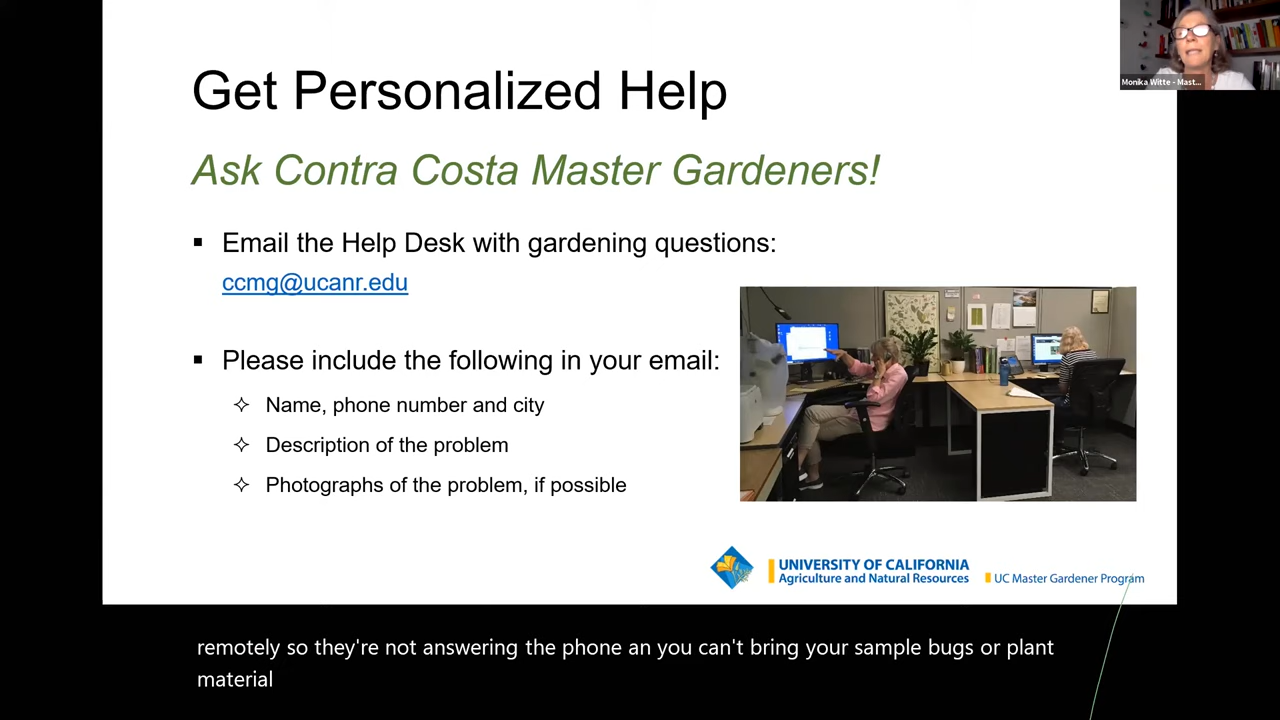 Get Personalized Help
Monika Witte - Mast...
Ask Contra Costa Master Gardeners!
▪ Email the Help Desk with gardening questions:
ccmg@ucanr.edu
▪ Please include the following in your email:
✧ Name, phone number and city
✧ Description of the problem
✧ Photographs of the problem, if possible
UNIVERSITY OF CALIFORNIA
Agriculture and Natural Resources
UC Master Gardener Program
remotely so they're not answering the phone an you can't bring your sample bugs or plant
material